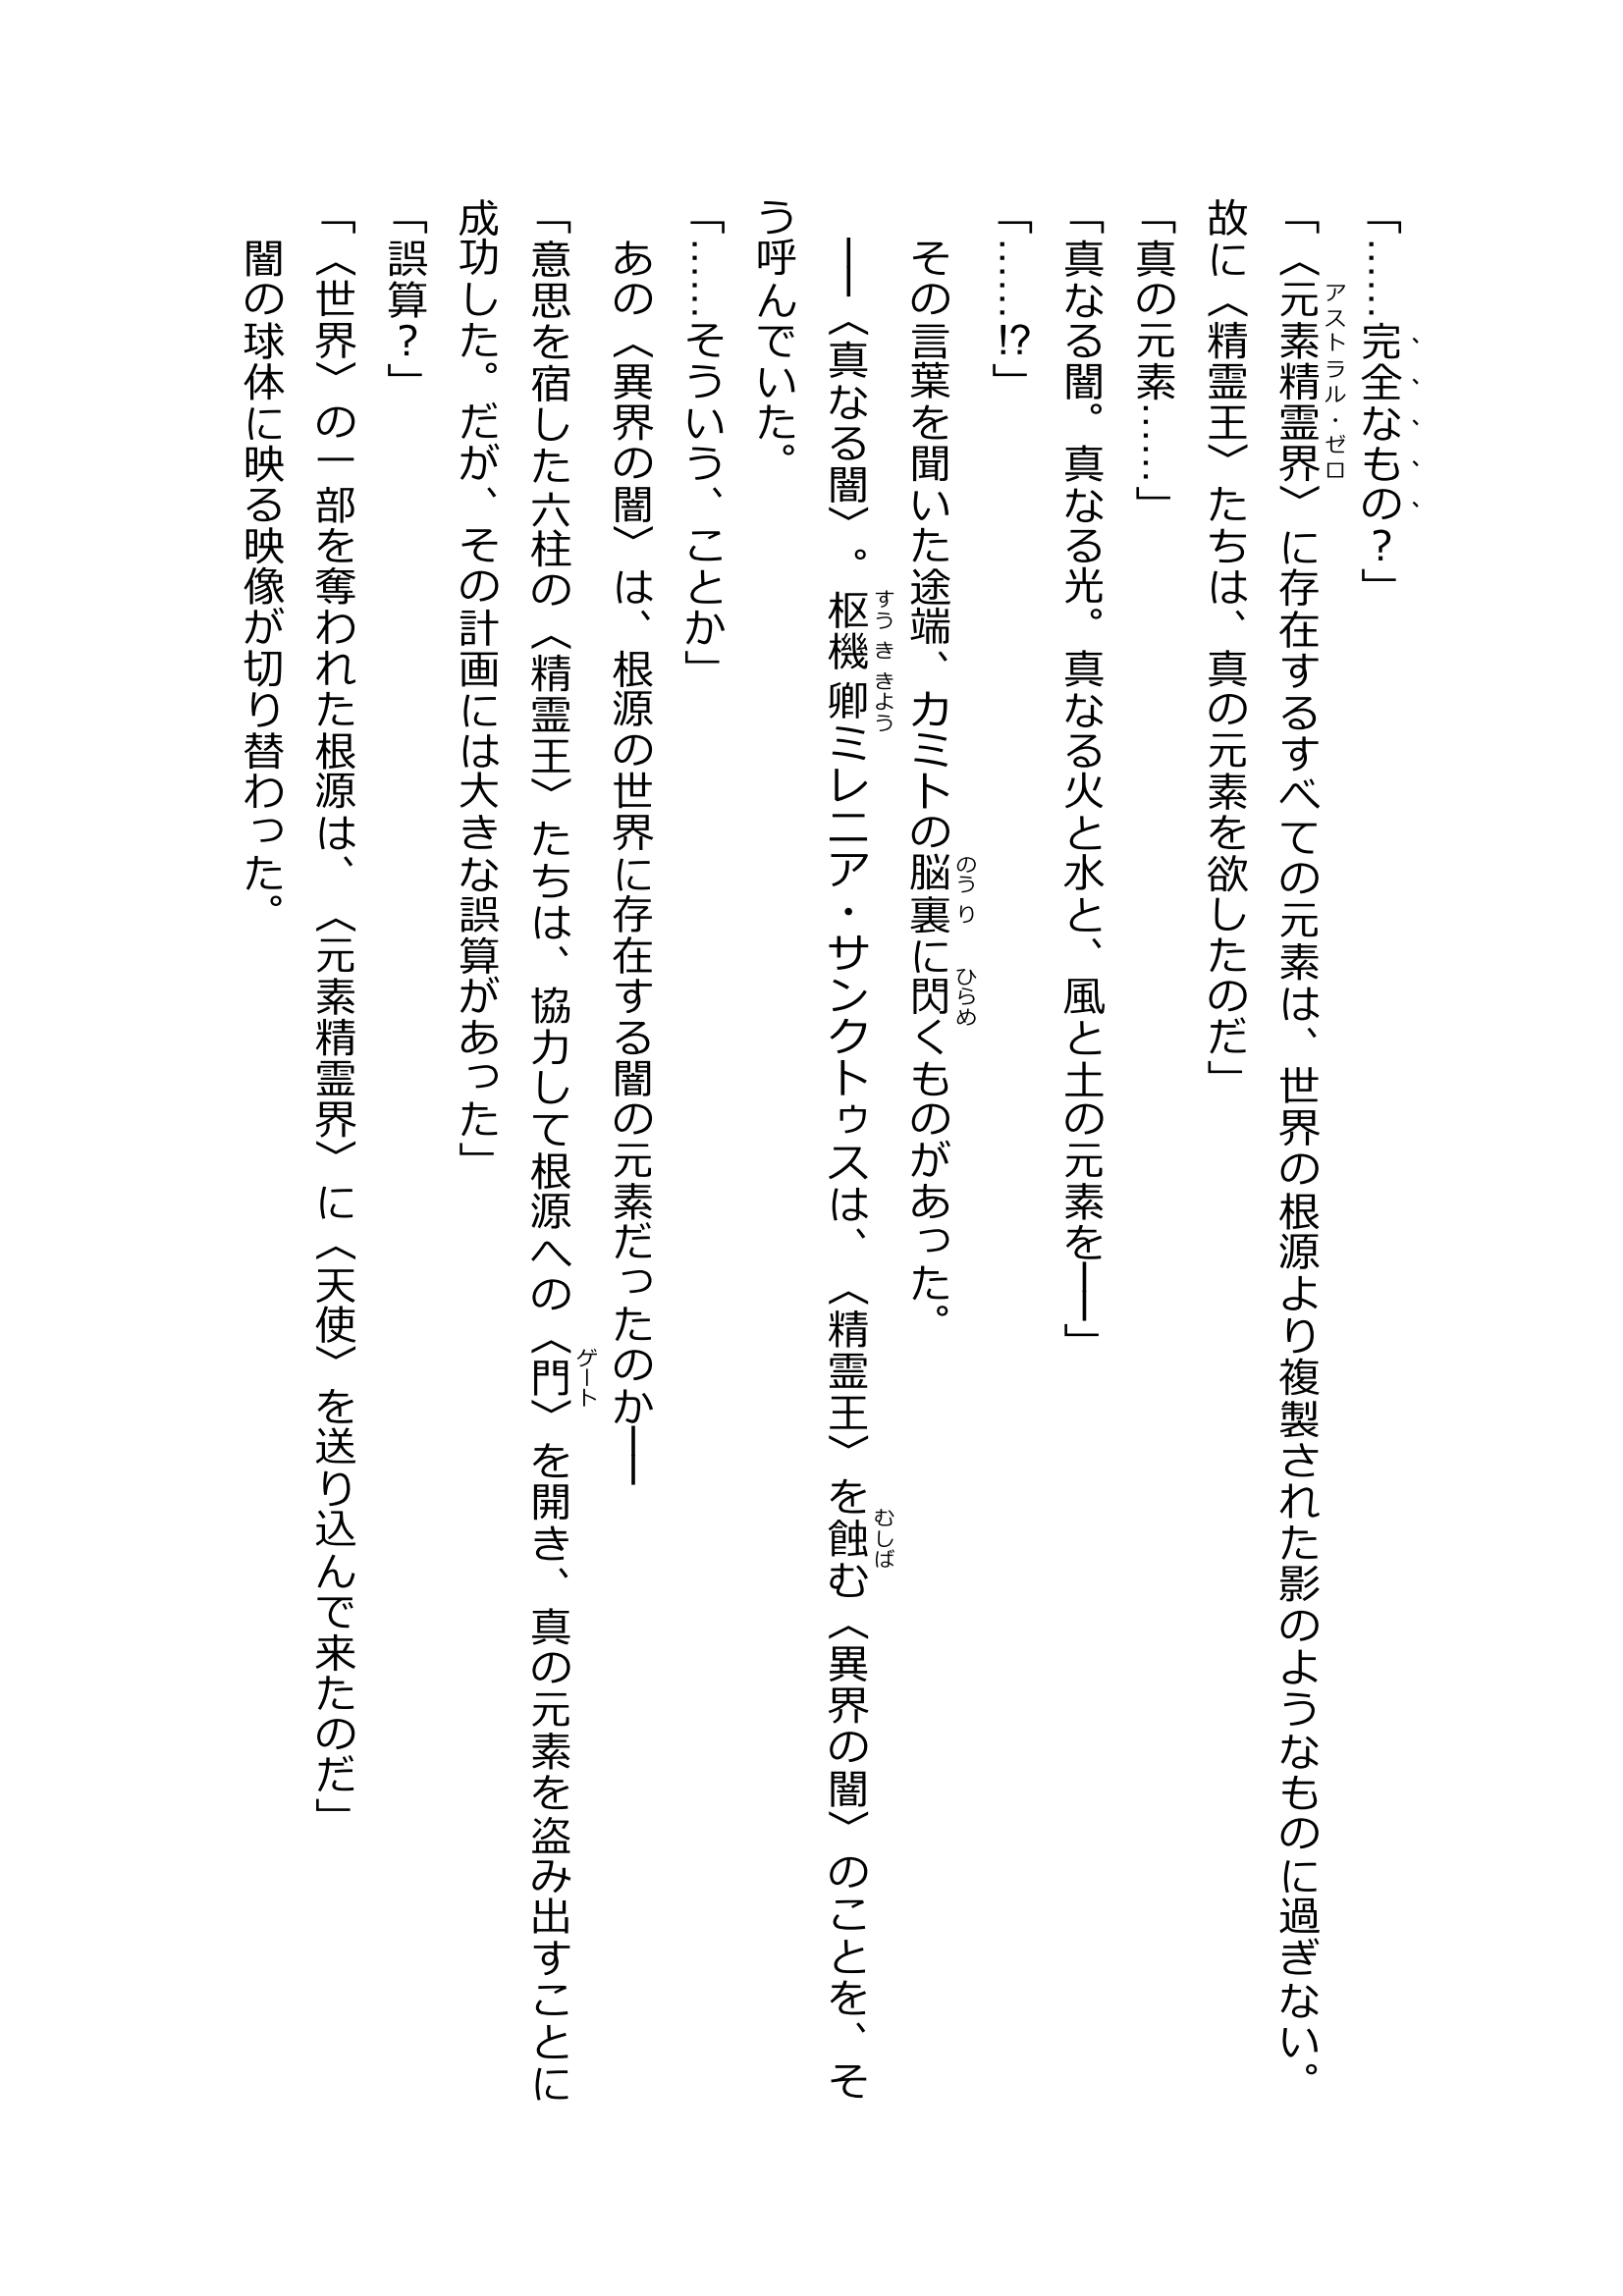 「……完全なもの？」
「〈元素精霊界〉に存在するすべての元素は、世界の根源より複製された影のようなものに過ぎない。
故に〈精霊王〉たちは、真の元素を欲したのだ」
「真の元素……」
「真なる闇。真なる光。真なる火と水と、風と土の元素を――」
「……⁉」
その言葉を聞いた途端、カミトの脳裏に閃くものがあった。
――〈真なる闇〉。枢機卿ミレニア・サンクトゥスは、〈精霊王〉を蝕む〈異界の闇〉のことを、そ
う呼んでいた。
「……そういう、ことか」
あの〈異界の闇〉は、根源の世界に存在する闇の元素だったのか――
「意思を宿した六柱の〈精霊王〉たちは、協力して根源への〈門〉を開き、真の元素を盗み出すことに
成功した。だが、その計画には大きな誤算があった」
「誤算？」
「〈世界〉の一部を奪われた根源は、〈元素精霊界〉に〈天使〉を送り込んで来たのだ」
闇の球体に映る映像が切り替わった。